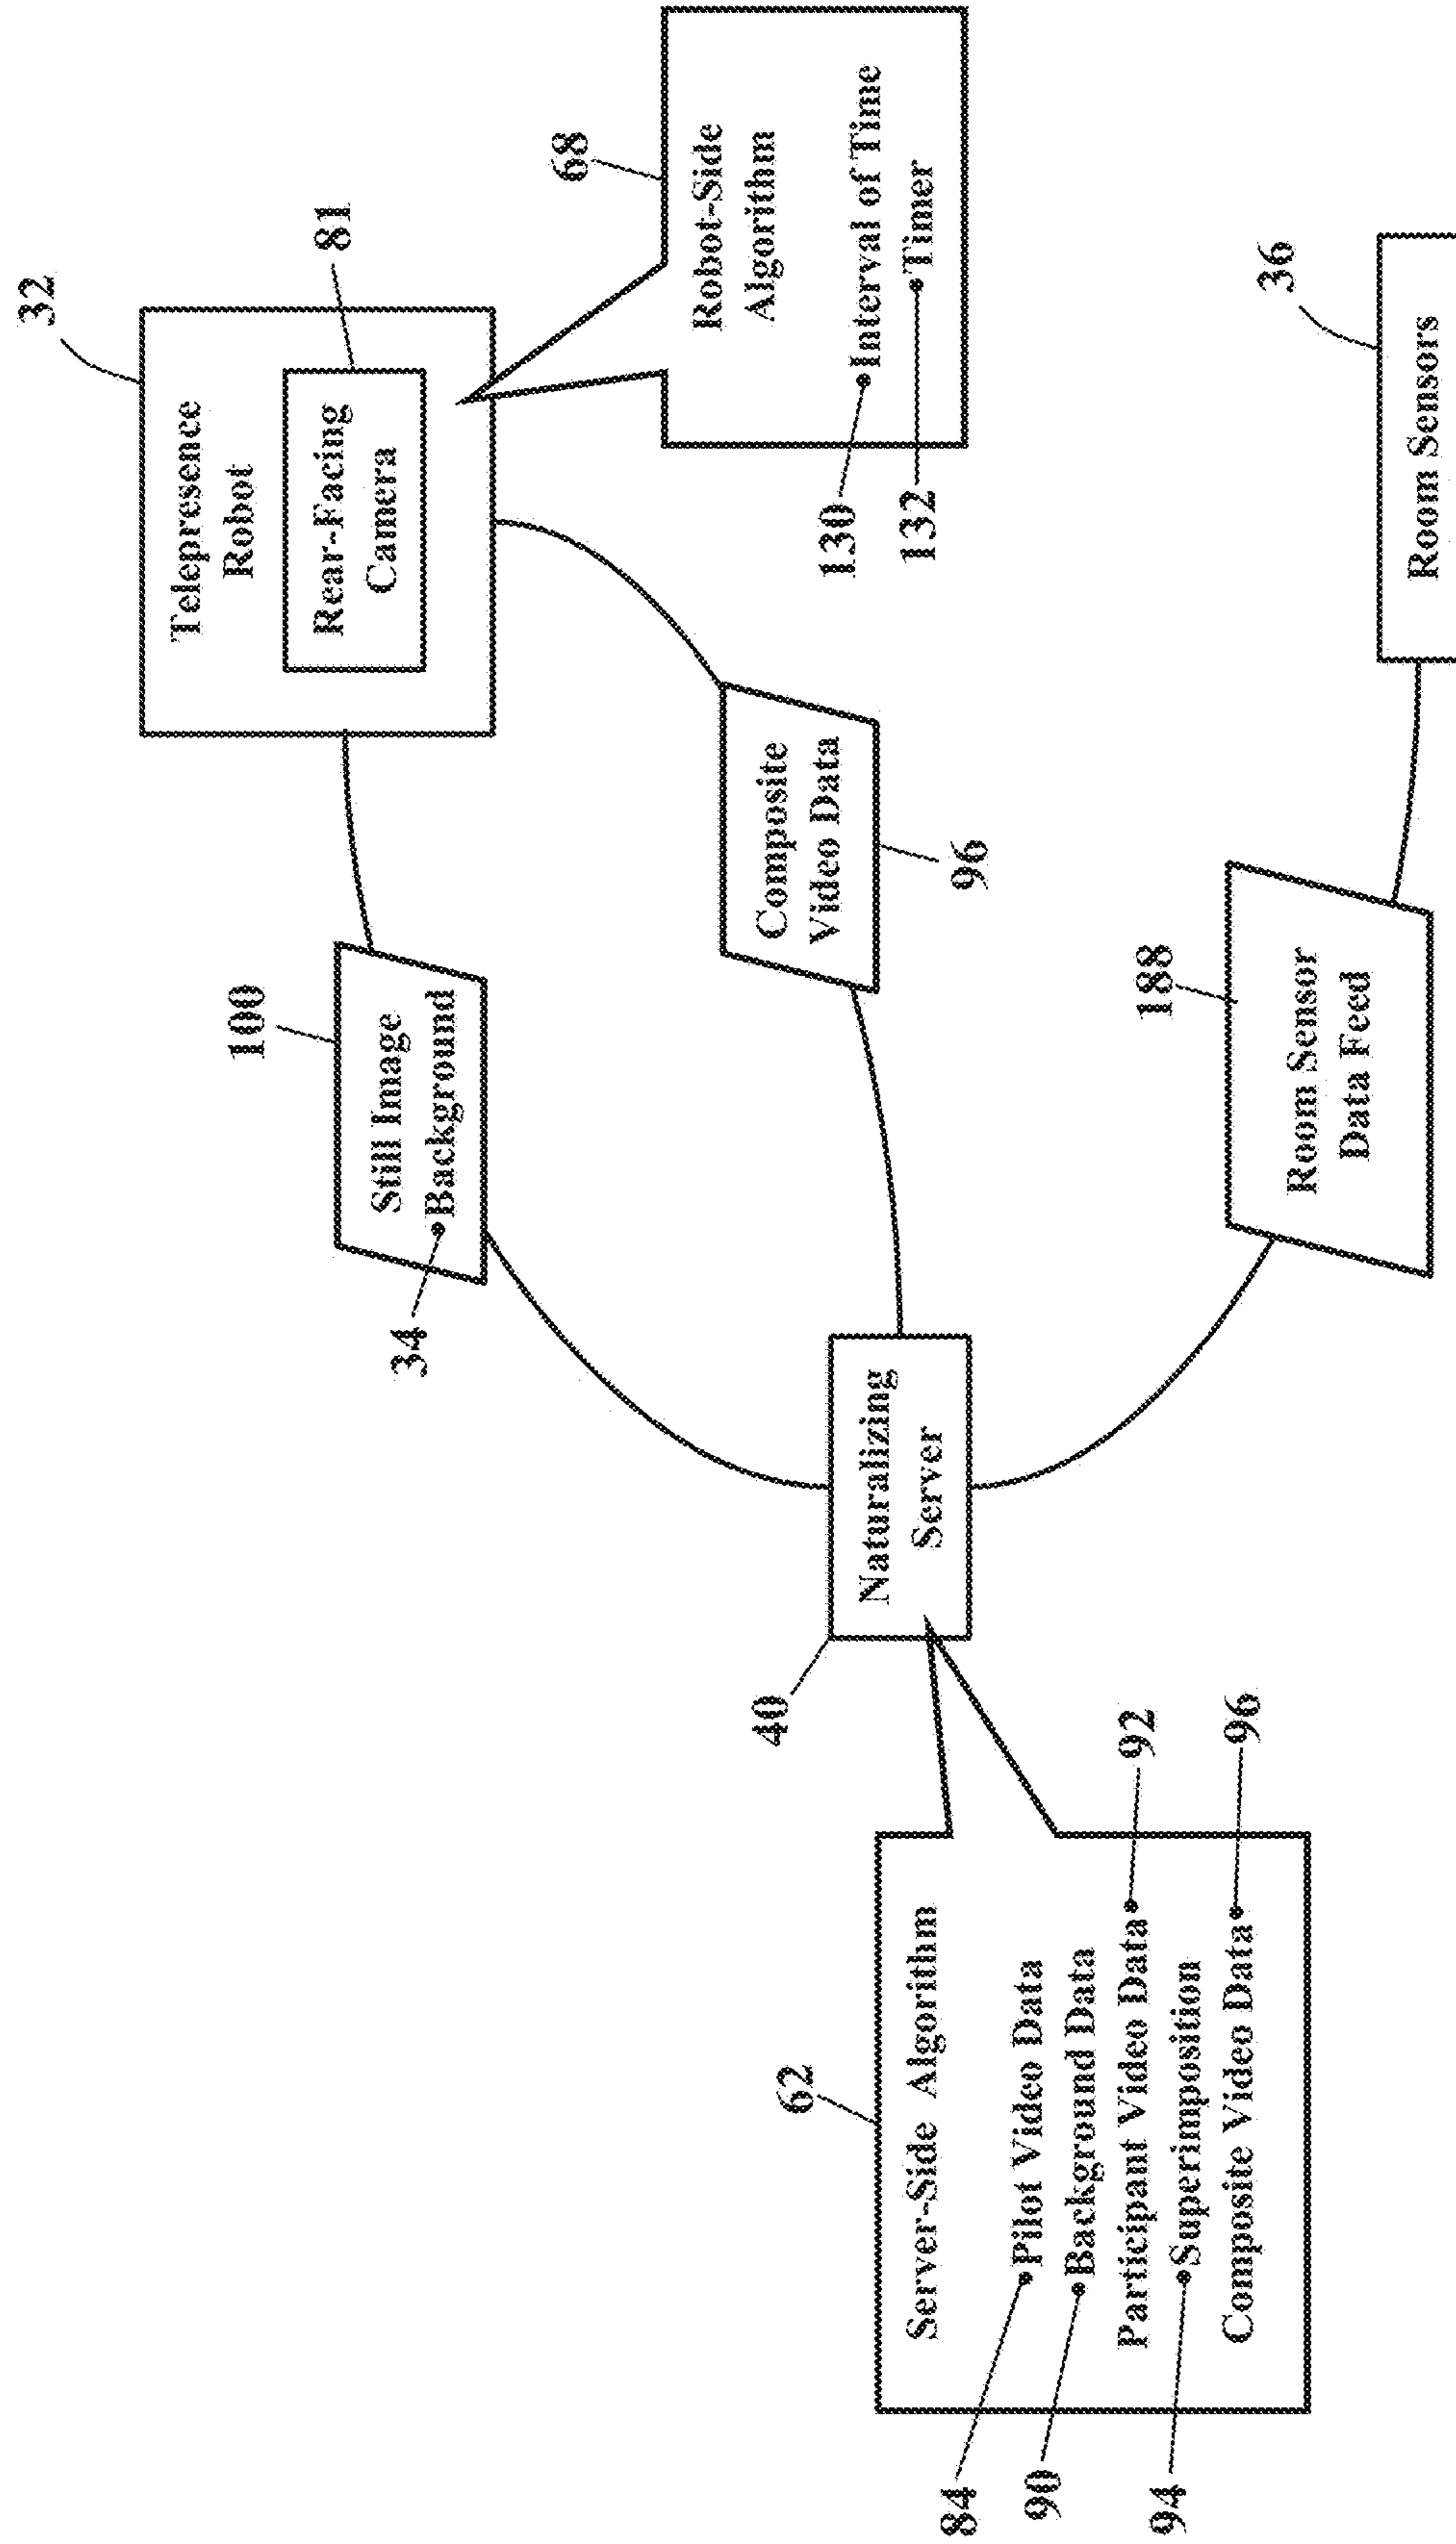 32
Telepresence
Robot
81
Rear-Facing
Camera
100
Still Image
Background
34
68
Robot-Side
Algorithm
Interval of Time
130
Timer
132
Composite
Video Data
96
40
Naturalizing
Server
62
Server-Side Algorithm
84
Pilot Video Data
90
Background Data
Participant Video Data
92
94
Superimposition
Composite Video Data
96
188
Room Sensor
Data Feed
36
Room Sensors